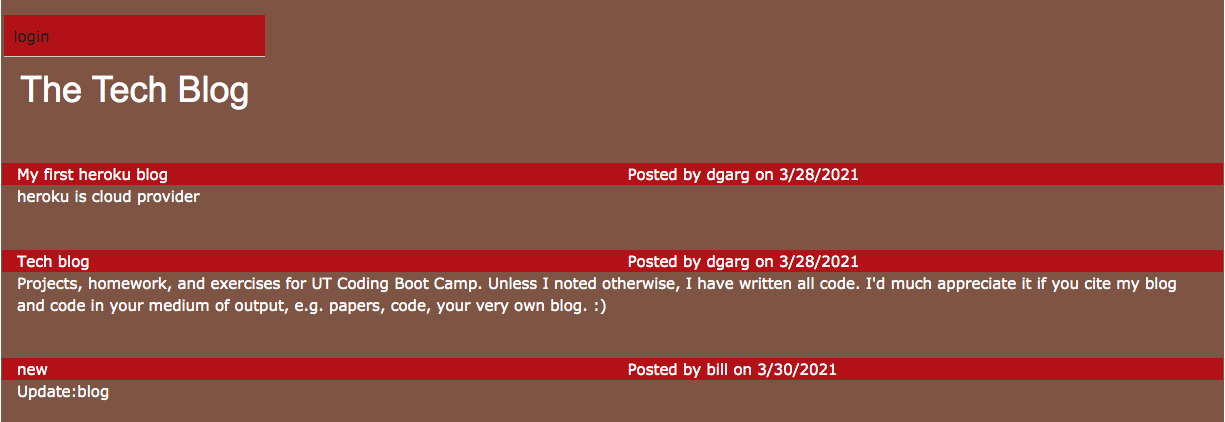 login
The Tech Blog
My first heroku blog Posted by dgarg on 3/28/2021
heroku is cloud provider
Tech blog Posted by dgarg on 3/28/2021
Projects, homework, and exercises for UT Coding Boot Camp. Unless I noted otherwise, I have written all code. I'd much appreciate it if you cite my blog
and code in your medium of output, e.g. papers, code, your very own blog. :)
new Posted by bill on 3/30/2021
Update:blog